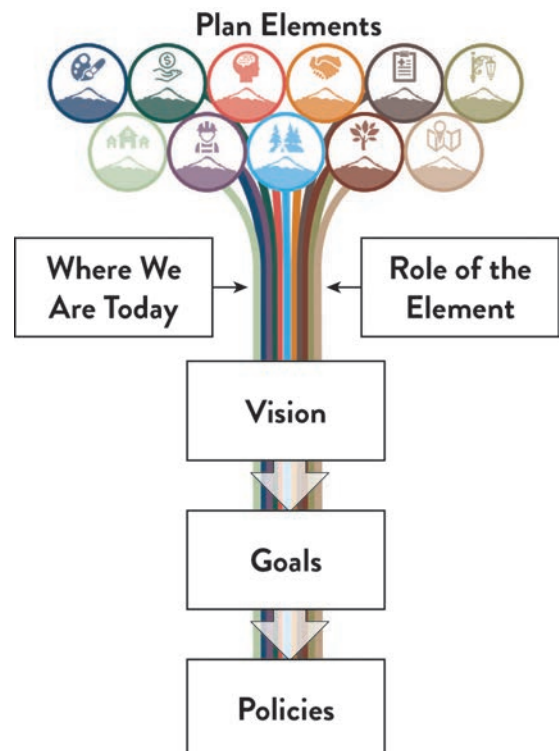 Plan Elements
$
Where We
Are Today
Role of the
Element
Vision
Goals
Policies